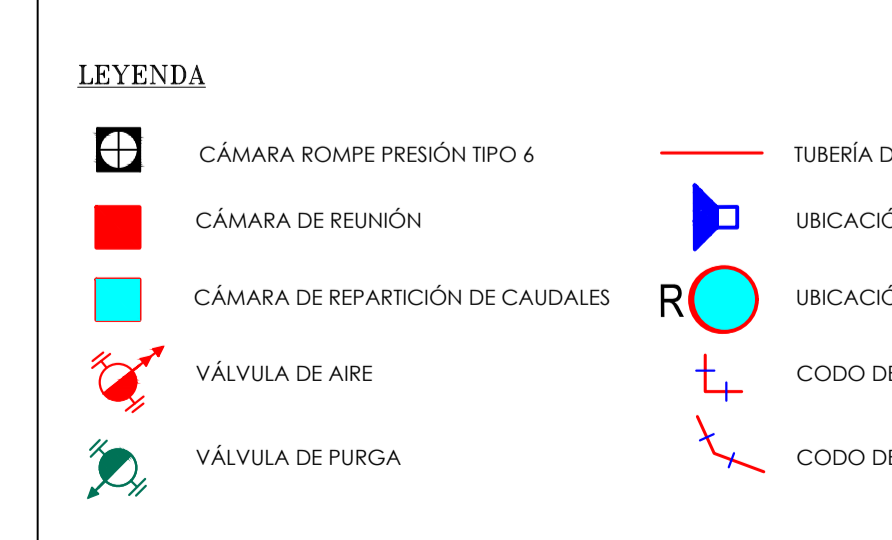 LEYENDA
CÁMARA ROMPE PRESIÓN TIPO 6
CÁMARA DE REUNIÓN
CÁMARA DE REPARTICIÓN DE CAUDALES
VÁLVULA DE AIRE
VÁLVULA DE PURGA
TUBERÍA D
UBICACIÓ
R UBICACIÓ
CODO DE
CODO DE